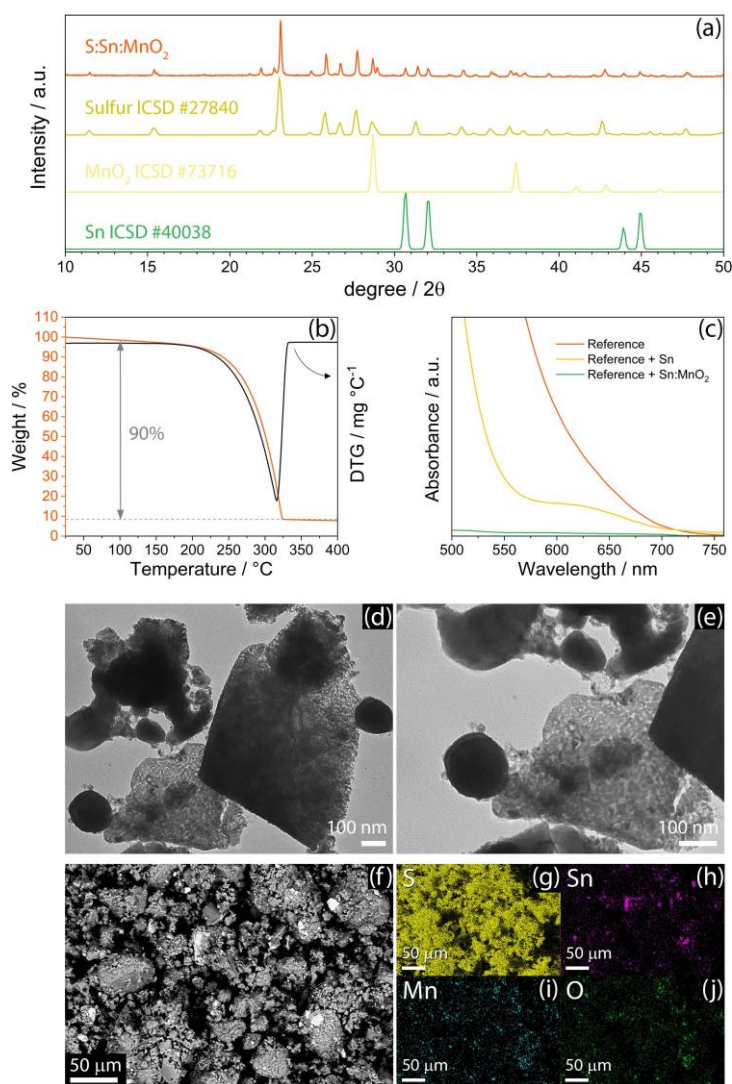 (a)
S:Sn:MnO₂
Sulfur ICSD #27840
MnO₂ ICSD #73716
Sn ICSD #40038
Intensity / a.u.
10 15 20 25 30 35 40 45 50
degree / 2θ
(b)
110
100
90
80
70
60
50
40
30
20
10
0
90%
Weight / %
DTG / mg °C⁻¹
50 100 150 200 250 300 350 400
Temperature / °C
(c)
Reference
Reference + Sn
Reference + Sn:MnO₂
Absorbance / a.u.
500 550 600 650 700 750
Wavelength / nm
(d)
100 nm
(e)
100 nm
(f)
50 µm
S (g)
50 µm
Sn (h)
50 µm
Mn (i)
50 µm
O (j)
50 µm